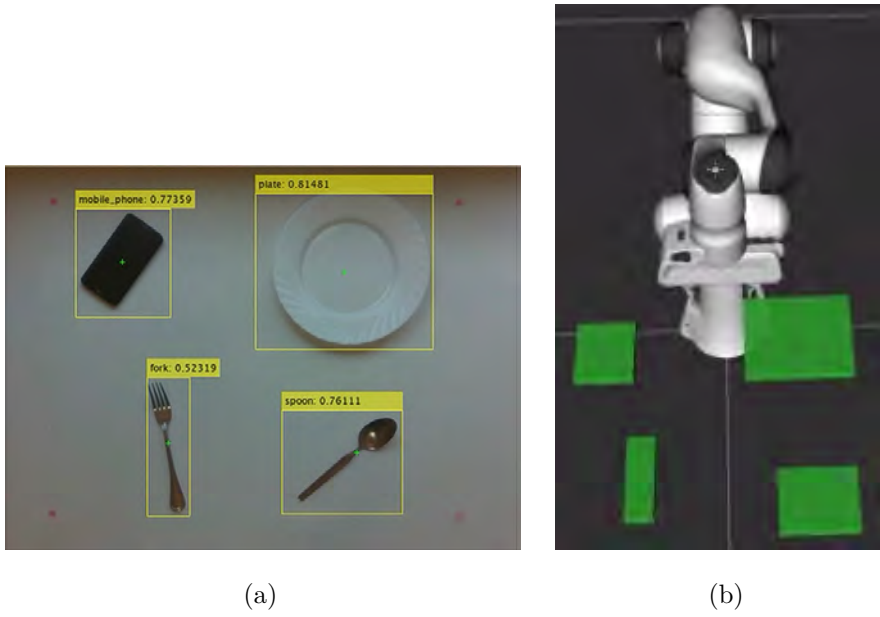 plate: 0.81481
mobile_phone: 0.77359
fork: 0.52319
spoon: 0.76111
(a)
(b)